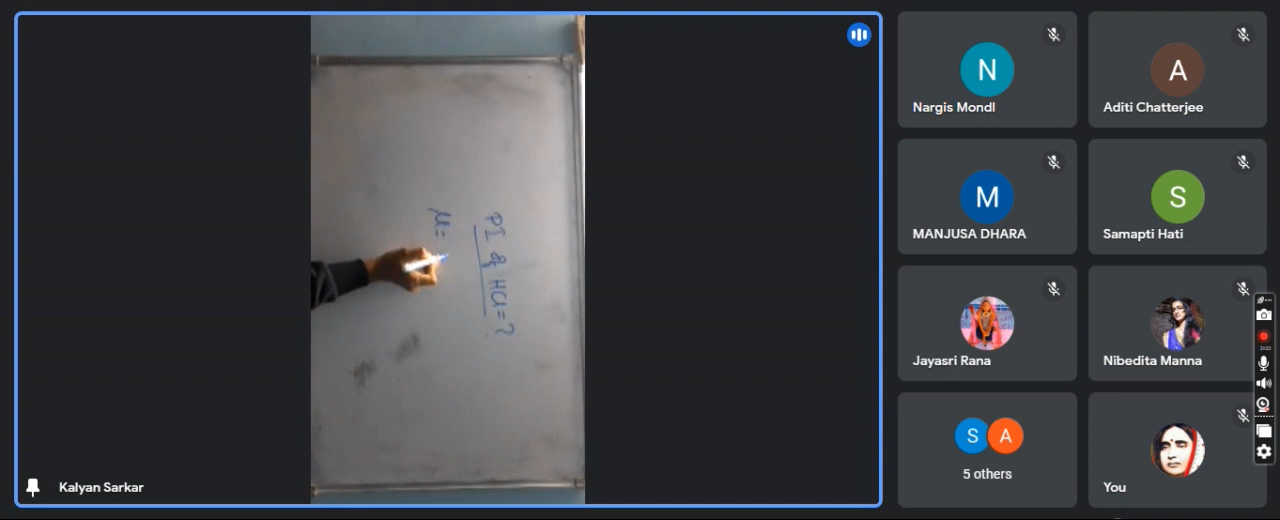 PI of HCl = ?
μ =
Kalyan Sarkar
N
Nargis Mondl
A
Aditi Chatterjee
M
MANJUSA DHARA
S
Samapti Hati
Jayasri Rana
Nibedita Manna
S A
5 others
You